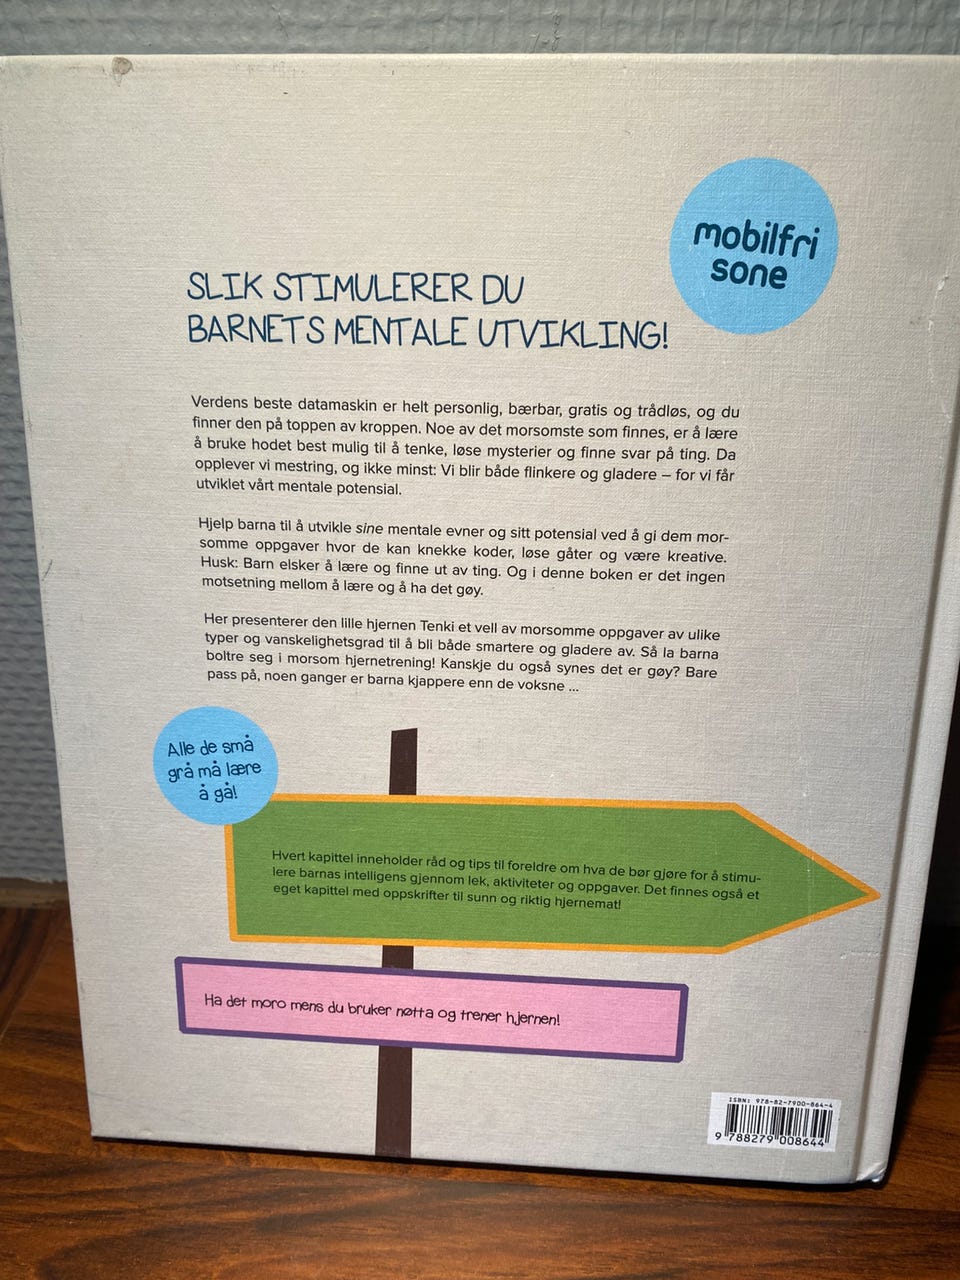 mobilfri
sone
SLIK STIMULERER DU
BARNETS MENTALE UTVIKLING!
Verdens beste datamaskin er helt personlig, bærbar, gratis og trådløs, og du
finner den på toppen av kroppen. Noe av det morsomste som finnes, er å lære
å bruke hodet best mulig til å tenke, løse mysterier og finne svar på ting. Da
opplever vi mestring, og ikke minst: Vi blir både flinkere og gladere – for vi får
utviklet vårt mentale potensial.
Hjelp barna til å utvikle sine mentale evner og sitt potensial ved å gi dem mor-
somme oppgaver hvor de kan knekke koder, løse gåter og være kreative.
Husk: Barn elsker å lære og finne ut av ting. Og i denne boken er det ingen
motsetning mellom å lære og å ha det gøy.
Her presenterer den lille hjernen Tenki et vell av morsomme oppgaver av ulike
typer og vanskelighetsgrad til å bli både smartere og gladere av. Så la barna
boltre seg i morsom hjernetrening! Kanskje du også synes det er gøy? Bare
pass på, noen ganger er barna kjappere enn de voksne ...
Alle de små
grå må lære
å gå!
Hvert kapittel inneholder råd og tips til foreldre om hva de bør gjøre for å stimu-
lere barnas intelligens gjennom lek, aktiviteter og oppgaver. Det finnes også et
eget kapittel med oppskrifter til sunn og riktig hjernemat!
Ha det moro mens du bruker nøtta og trener hjernen!
ISBN: 978-82-7900-864-4
9 788279 008644